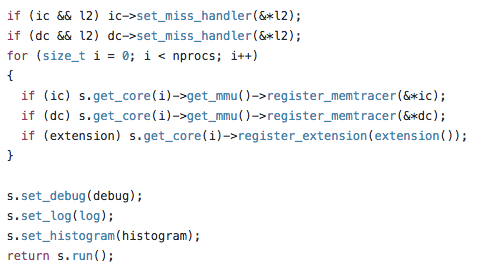 if (ic && l2) ic->set_miss_handler(&*l2);
if (dc && l2) dc->set_miss_handler(&*l2);
for (size_t i = 0; i < nprocs; i++)
{
  if (ic) s.get_core(i)->get_mmu()->register_memtracer(&*ic);
  if (dc) s.get_core(i)->get_mmu()->register_memtracer(&*dc);
  if (extension) s.get_core(i)->register_extension(extension());
}

s.set_debug(debug);
s.set_log(log);
s.set_histogram(histogram);
return s.run();